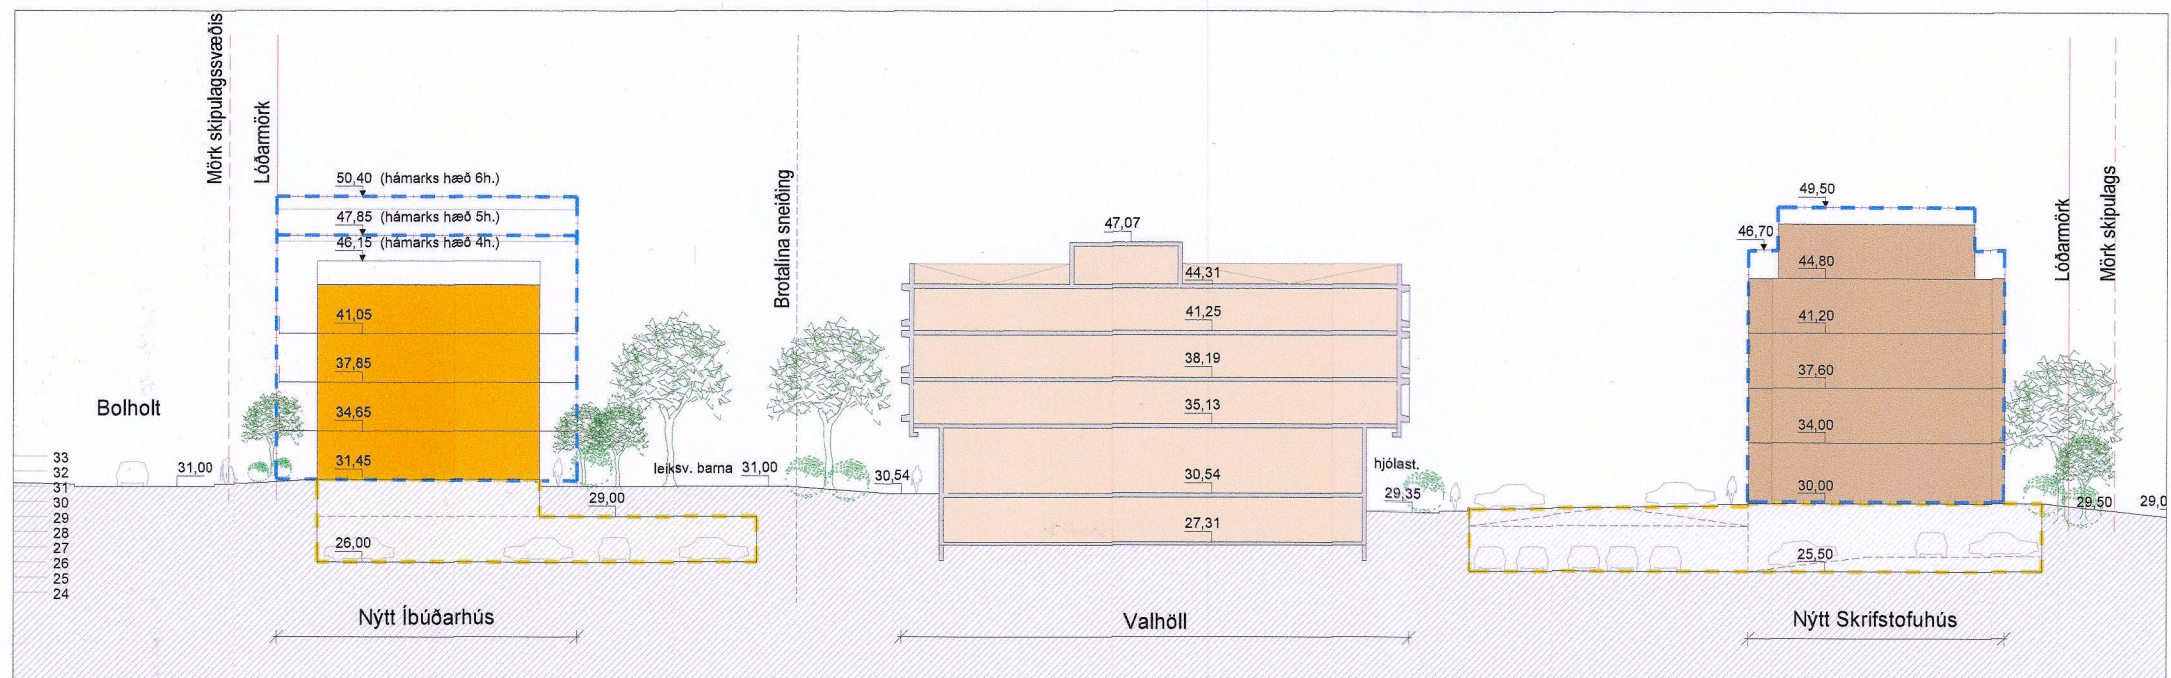 Mörk skipulagssvæðis
Lóðarmörk
50,40 (hámarks hæð 6h.)
47,85 (hámarks hæð 5h.)
46,15 (hámarks hæð 4h.)
41,05
37,85
34,65
31,45
29,00
26,00
Bolholt
31,00
33
32
31
30
29
28
27
26
25
24
leiksv. barna
31,00
Brotalína sneiðing
30,54
47,07
44,31
41,25
38,19
35,13
30,54
27,31
hjólast.
29,35
49,50
46,70
44,80
41,20
37,60
34,00
30,00
25,50
Lóðarmörk
Mörk skipulags
29,50
29,0
Nýtt Íbúðarhús
Valhöll
Nýtt Skrifstofuhús